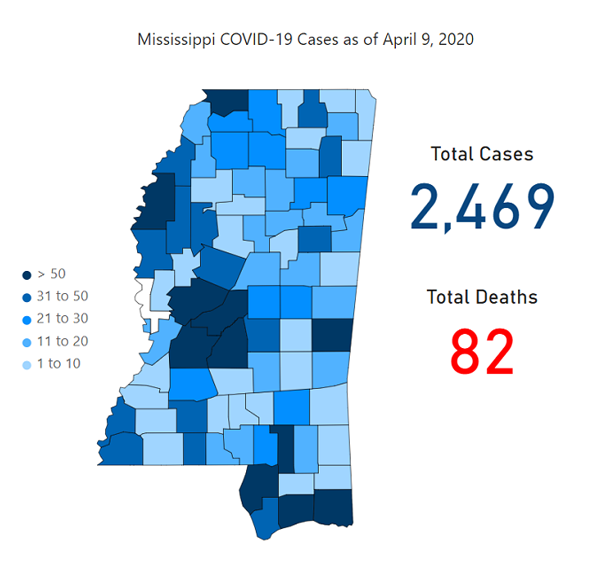 Mississippi COVID-19 Cases as of April 9, 2020
Total Cases
2,469
Total Deaths
82
> 50
31 to 50
21 to 30
11 to 20
1 to 10